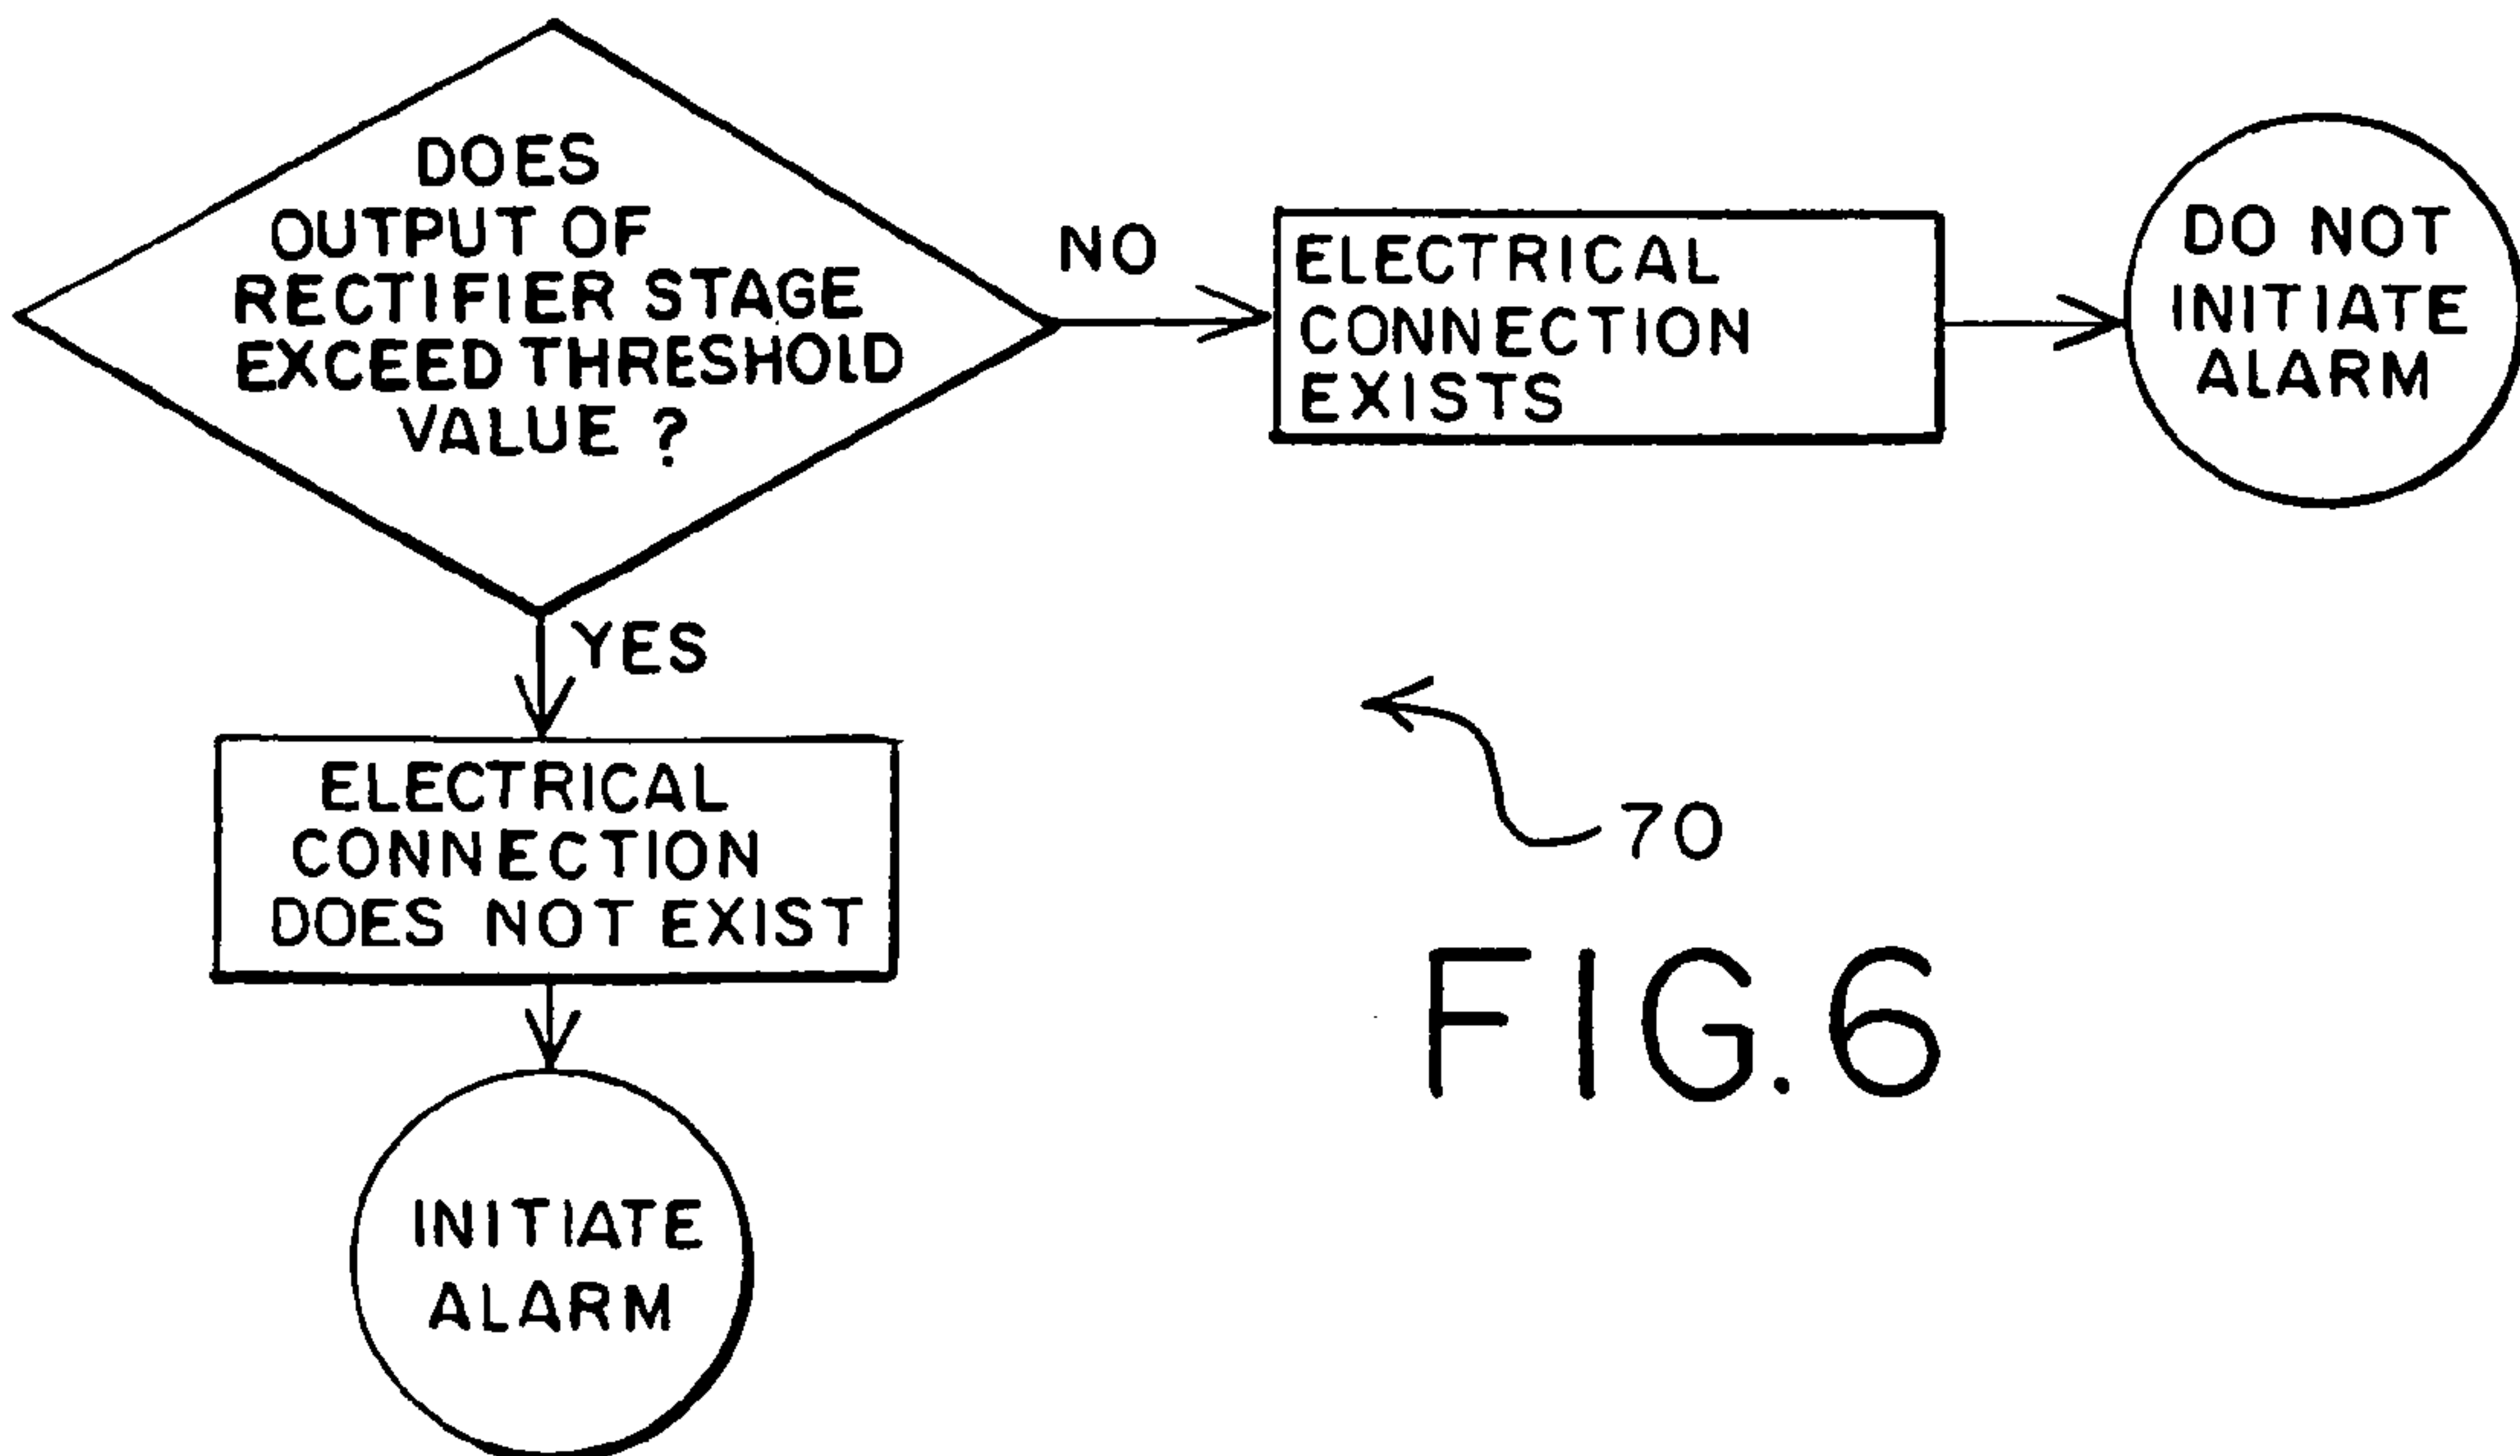 DOES
OUTPUT OF
RECTIFIER STAGE
EXCEED THRESHOLD
VALUE ?
NO
ELECTRICAL
CONNECTION
EXISTS
DO NOT
INITIATE
ALARM
YES
ELECTRICAL
CONNECTION
DOES NOT EXIST
INITIATE
ALARM
70
FIG. 6